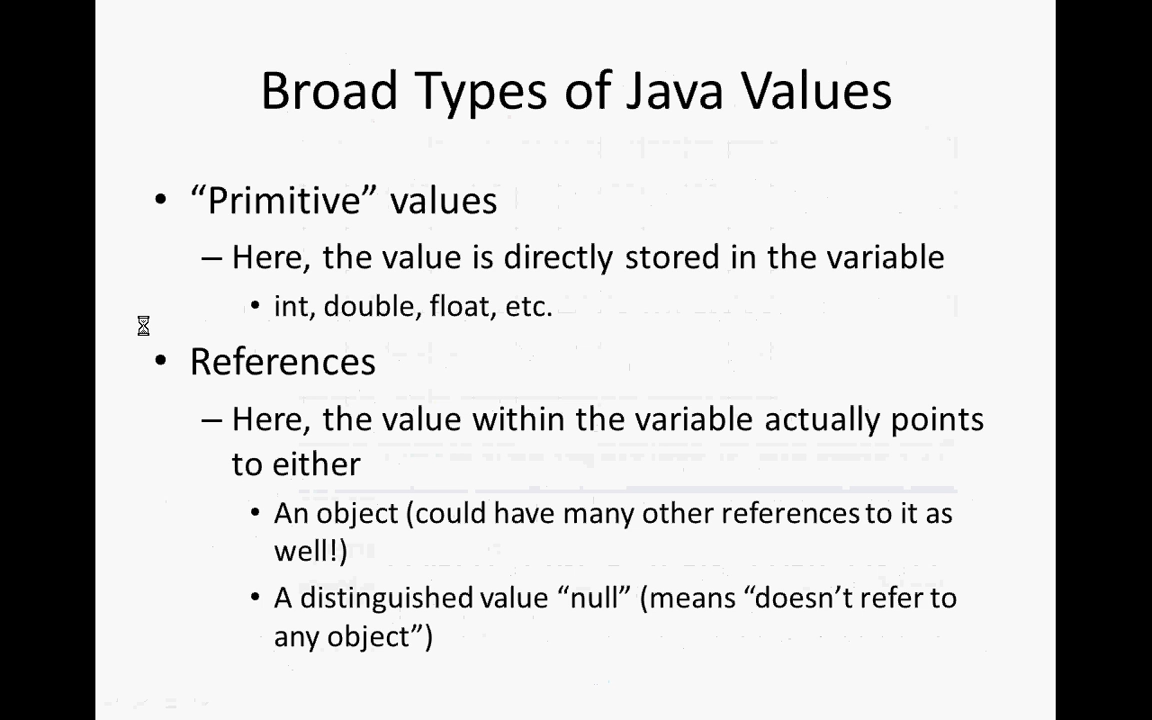 Broad Types of Java Values
• “Primitive” values
– Here, the value is directly stored in the variable
• int, double, float, etc.
• References
– Here, the value within the variable actually points
to either
• An object (could have many other references to it as
well!)
• A distinguished value “null” (means “doesn’t refer to
any object”)